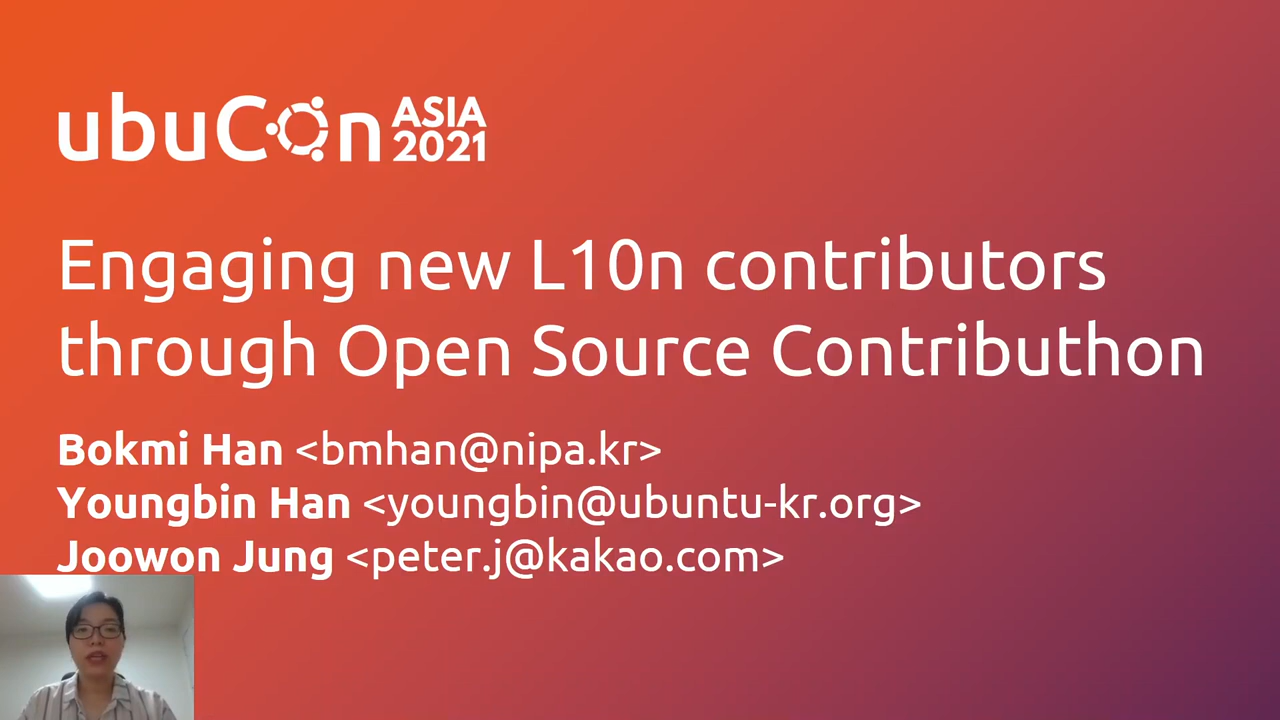 ubuCon ASIA 2021
Engaging new L10n contributors
through Open Source Contributhon
Bokmi Han <bmhan@nipa.kr>
Youngbin Han <youngbin@ubuntu-kr.org>
Joowon Jung <peter.j@kakao.com>